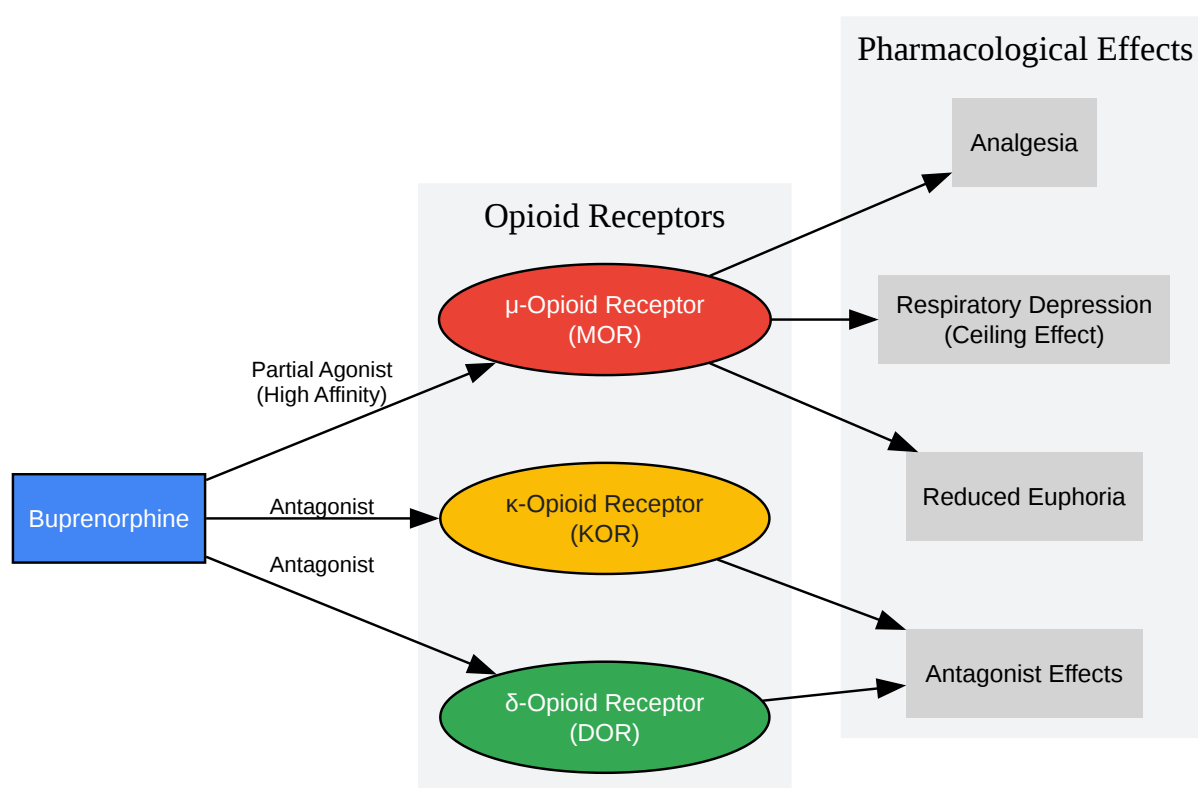 Pharmacological Effects
Analgesia
Opioid Receptors
μ-Opioid Receptor
(MOR)
Respiratory Depression
(Ceiling Effect)
Partial Agonist
(High Affinity)
Buprenorphine
Antagonist
κ-Opioid Receptor
(KOR)
Reduced Euphoria
Antagonist
δ-Opioid Receptor
(DOR)
Antagonist Effects